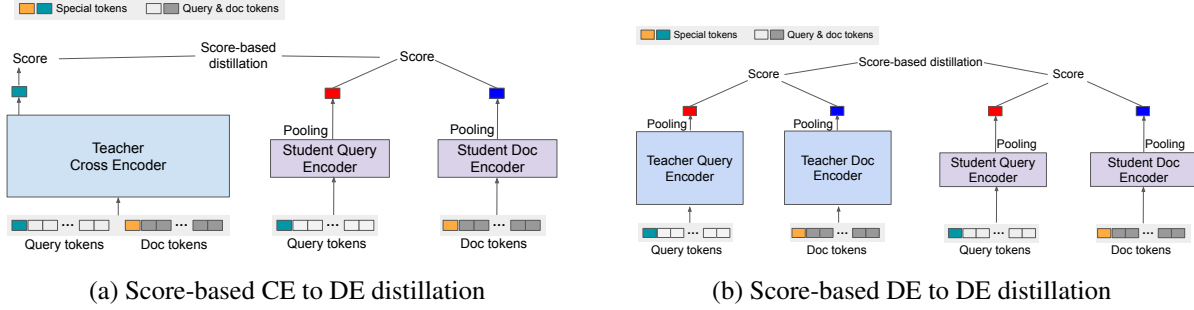 Special tokens
Query & doc tokens
Score
Score-based
distillation
Score
Teacher
Cross Encoder
Pooling
Student Query
Encoder
Pooling
Student Doc
Encoder
...
...
...
...
Query tokens
Doc tokens
Query tokens
Doc tokens
(a) Score-based CE to DE distillation
Special tokens
Query & doc tokens
Score-based distillation
Score
Score
Pooling
Teacher Query
Encoder
Pooling
Teacher Doc
Encoder
Pooling
Student Query
Encoder
Pooling
Student Doc
Encoder
...
...
...
...
Query tokens
Doc tokens
Query tokens
Doc tokens
(b) Score-based DE to DE distillation